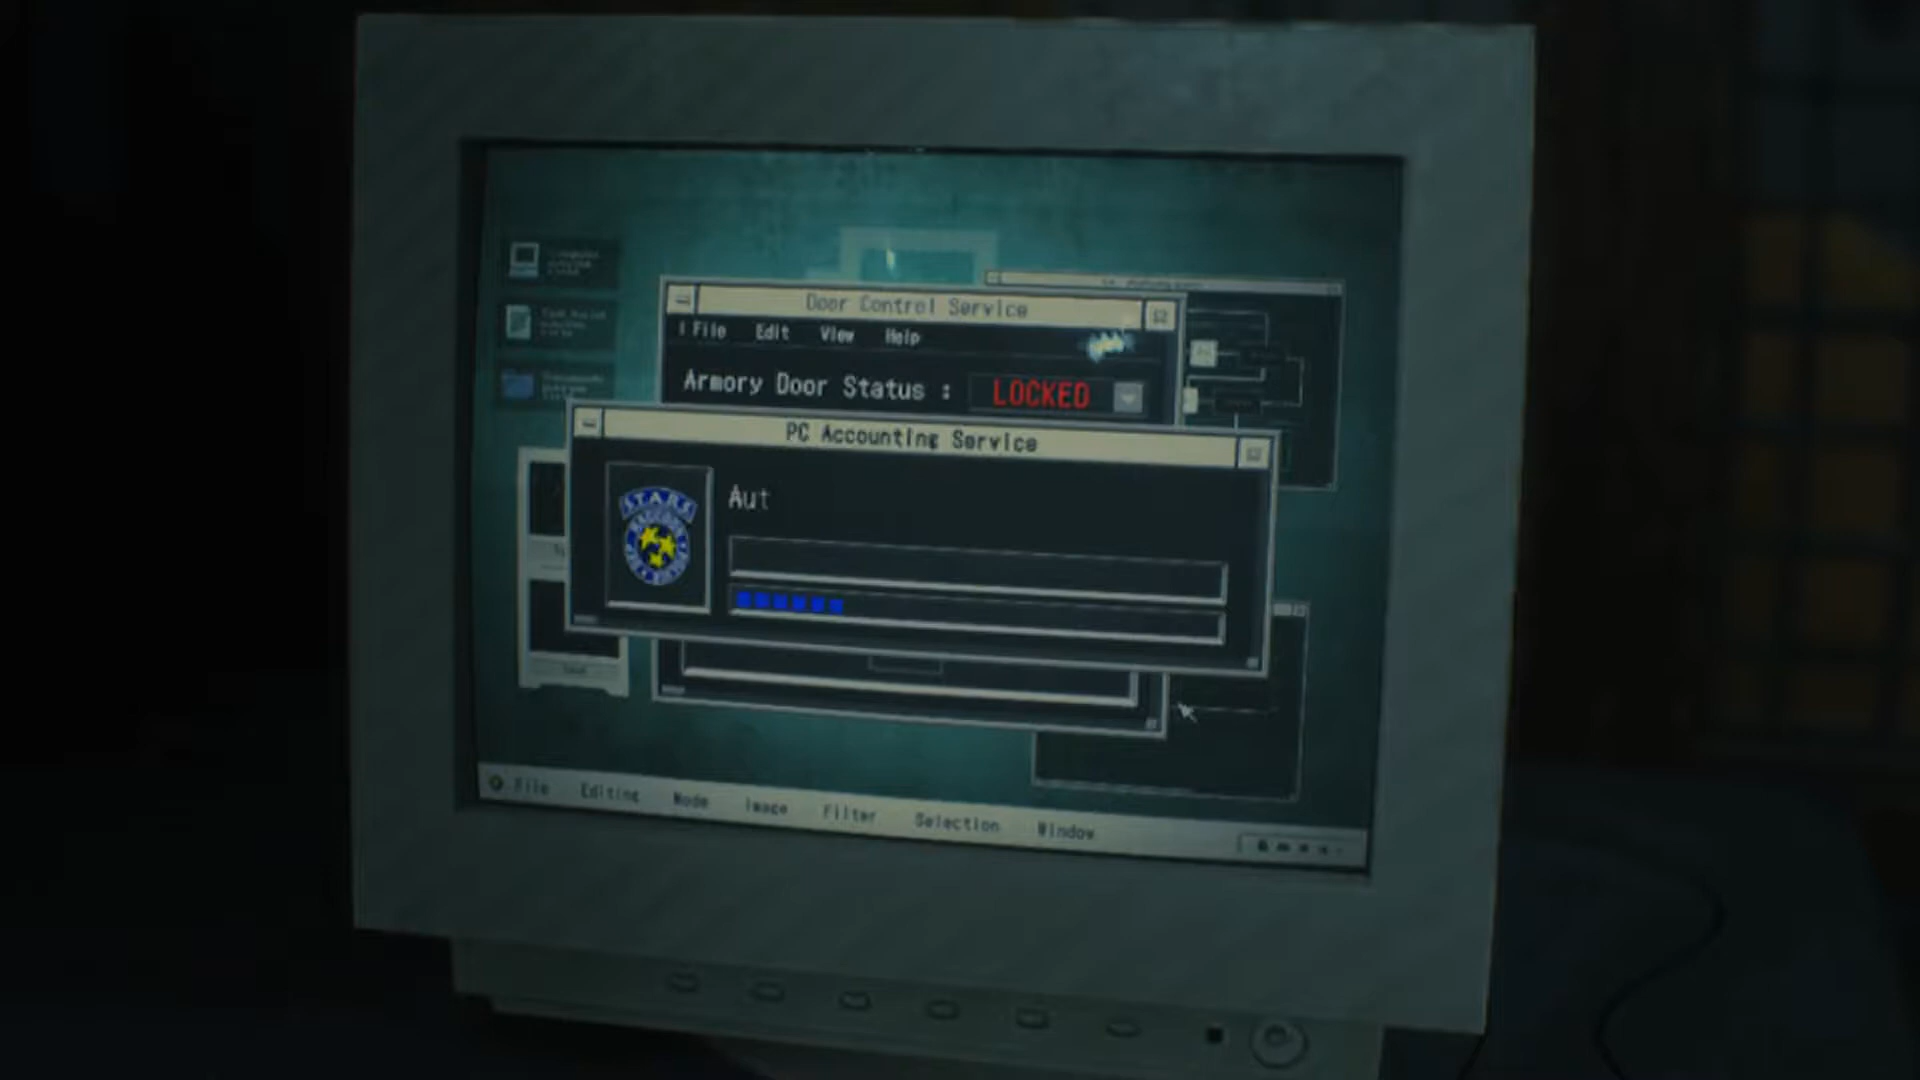 Door Control Service
File Edit View Help
Armory Door Status : LOCKED
PC Accounting Service
S.T.A.R.S.
RACCOON
Aut
File Editing Mode Image Filter Selection Window